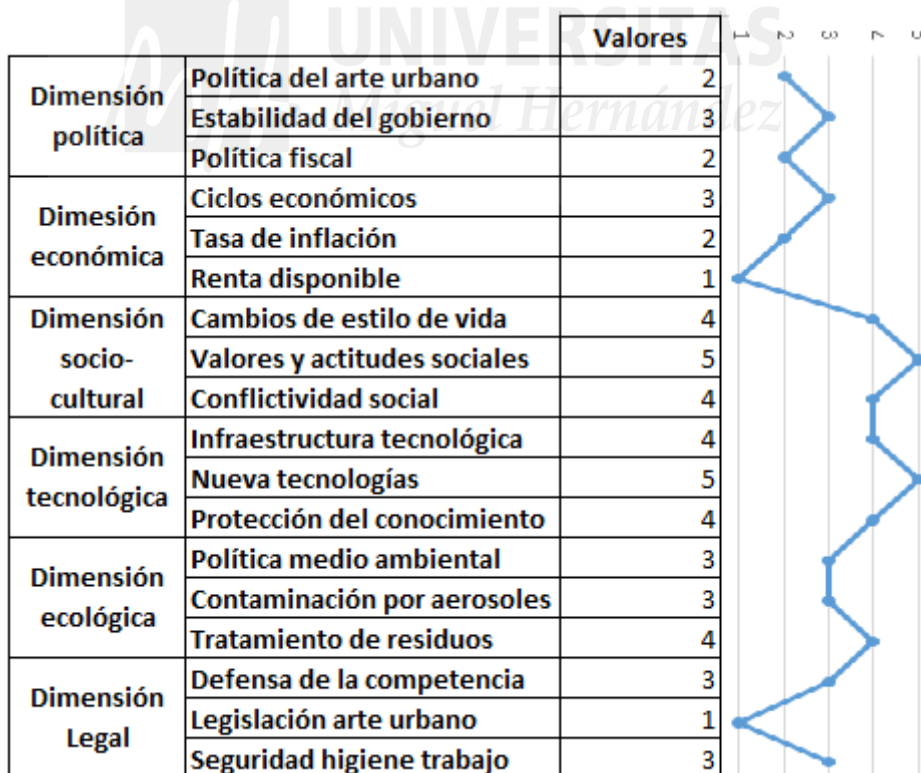 UNIVERSITAS
Miguel Hernández
Valores
1 2 3 4 5
Dimensión política
Política del arte urbano 2
Estabilidad del gobierno 3
Política fiscal 2
Dimesión económica
Ciclos económicos 3
Tasa de inflación 2
Renta disponible 1
Dimensión socio-cultural
Cambios de estilo de vida 4
Valores y actitudes sociales 5
Conflictividad social 4
Dimensión tecnológica
Infraestructura tecnológica 4
Nueva tecnologías 5
Protección del conocimiento 4
Dimensión ecológica
Política medio ambiental 3
Contaminación por aerosoles 3
Tratamiento de residuos 4
Dimensión Legal
Defensa de la competencia 3
Legislación arte urbano 1
Seguridad higiene trabajo 3